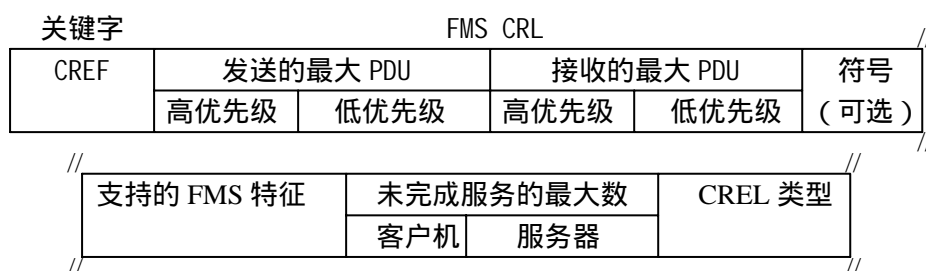 关键字 FMS CRL
CREF 发送的最大 PDU 接收的最大 PDU 符号
高优先级 低优先级 高优先级 低优先级 (可选)
支持的 FMS 特征 未完成服务的最大数 CREL 类型
客户机 服务器